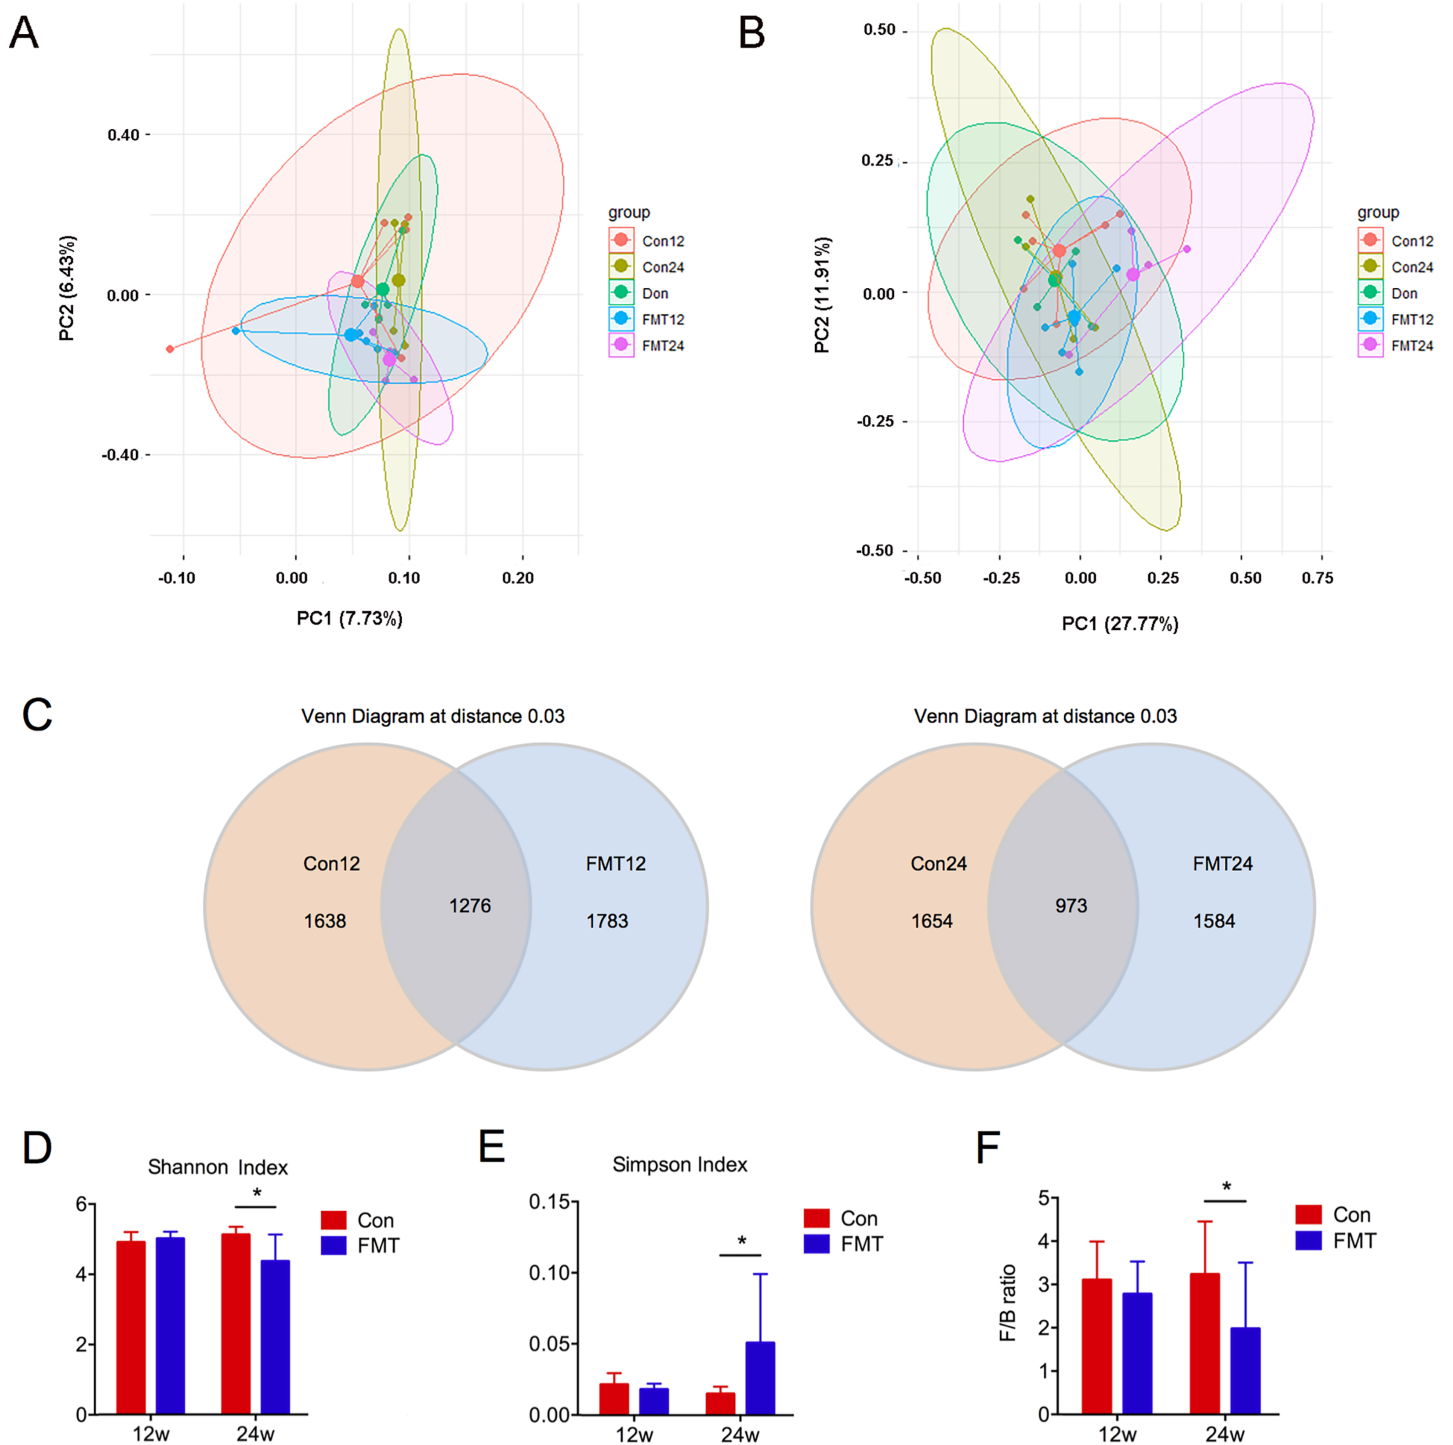 A
PC2 (6.43%)
0.40
0.00
-0.40
-0.10
0.00
0.10
0.20
PC1 (7.73%)
group
Con12
Con24
Don
FMT12
FMT24
B
PC2 (11.91%)
0.50
0.25
0.00
-0.25
-0.50
-0.50
-0.25
0.00
0.25
0.50
0.75
PC1 (27.77%)
group
Con12
Con24
Don
FMT12
FMT24
C
Venn Diagram at distance 0.03
Con12
1638
1276
FMT12
1783
Venn Diagram at distance 0.03
Con24
1654
973
FMT24
1584
D
Shannon Index
6
4
2
0
*
12w
24w
Con
FMT
E
Simpson Index
0.15
0.10
0.05
0.00
*
12w
24w
Con
FMT
F
F/B ratio
5
4
3
2
1
0
*
12w
24w
Con
FMT